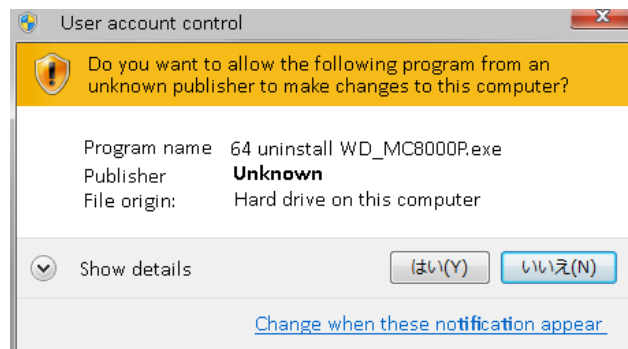 User account control
Do you want to allow the following program from an
unknown publisher to make changes to this computer?
Program name 64 uninstall WD_MC8000P.exe
Publisher Unknown
File origin: Hard drive on this computer
Show details はい(Y) いいえ(N)
Change when these notification appear